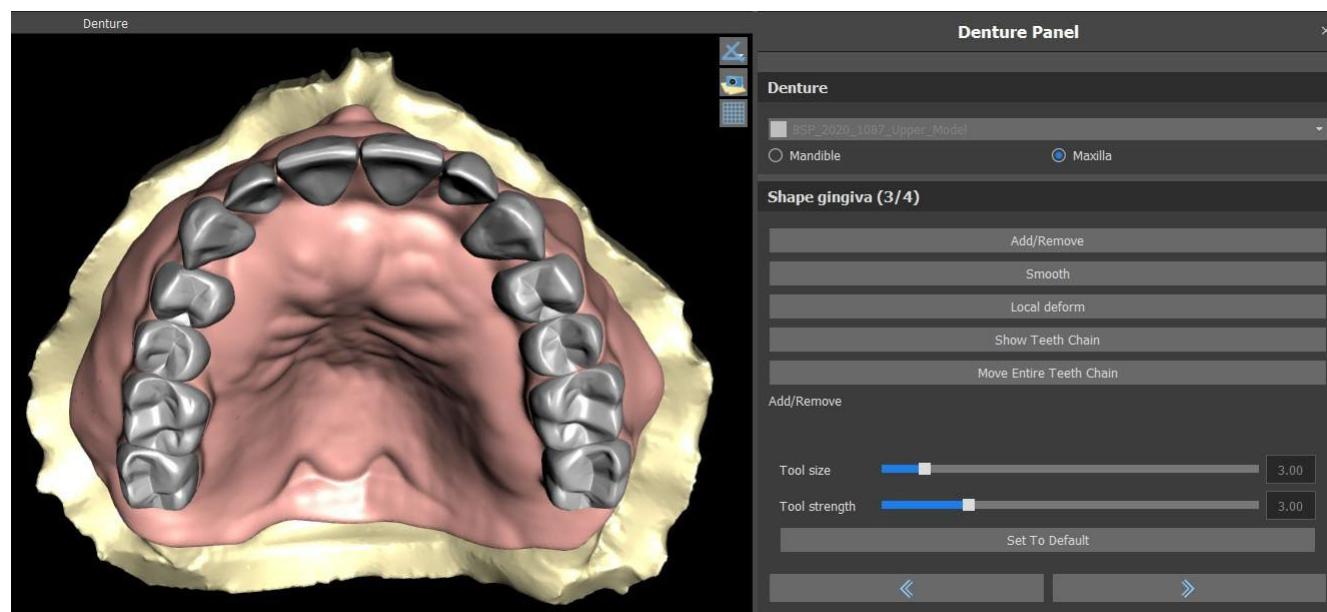 Denture
Denture Panel
Denture
BSP_2020_1087_Upper_Model
Mandible
Maxilla
Shape gingiva (3/4)
Add/Remove
Smooth
Local deform
Show Teeth Chain
Move Entire Teeth Chain
Add/Remove
Tool size
3.00
Tool strength
3.00
Set To Default